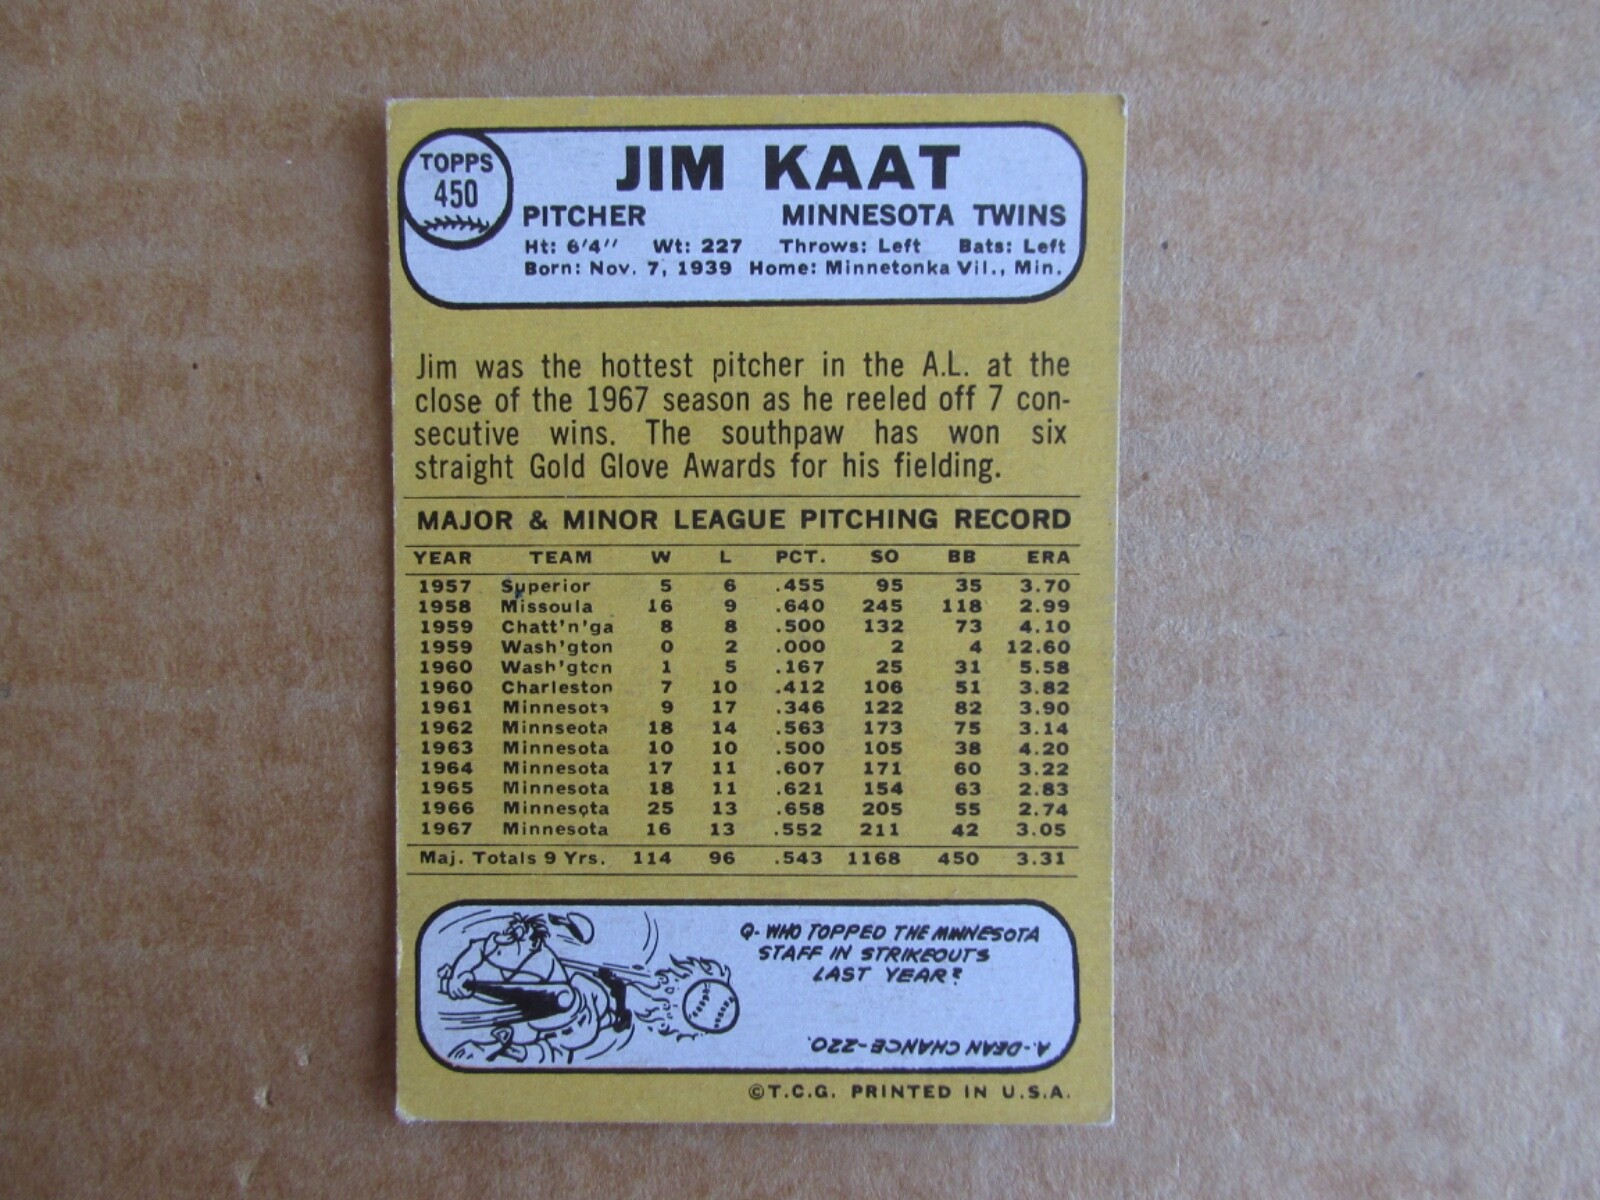 TOPPS
450
JIM KAAT
PITCHER MINNESOTA TWINS
Ht: 6'4" Wt: 227 Throws: Left Bats: Left
Born: Nov. 7, 1939 Home: Minnetonka Vil., Min.
Jim was the hottest pitcher in the A.L. at the
close of the 1967 season as he reeled off 7 con-
secutive wins. The southpaw has won six
straight Gold Glove Awards for his fielding.
MAJOR & MINOR LEAGUE PITCHING RECORD
YEAR TEAM W L PCT. SO BB ERA
1957 Superior 5 6 .455 95 35 3.70
1958 Missoula 16 9 .640 245 118 2.99
1959 Chatt'n'ga 8 8 .500 132 73 4.10
1959 Wash'gton 0 2 .000 2 4 12.60
1960 Wash'gton 1 5 .167 25 31 5.58
1960 Charleston 7 10 .412 106 51 3.82
1961 Minnesota 9 17 .346 122 82 3.90
1962 Minnseota 18 14 .563 173 75 3.14
1963 Minnesota 10 10 .500 105 38 4.20
1964 Minnesota 17 11 .607 171 60 3.22
1965 Minnesota 18 11 .621 154 63 2.83
1966 Minnesota 25 13 .658 205 55 2.74
1967 Minnesota 16 13 .552 211 42 3.05
Maj. Totals 9 Yrs. 114 96 .543 1168 450 3.31
Q- WHO TOPPED THE MINNESOTA
STAFF IN STRIKEOUTS
LAST YEAR?
A.-DEAN CHANCE-220.
©T.C.G. PRINTED IN U.S.A.